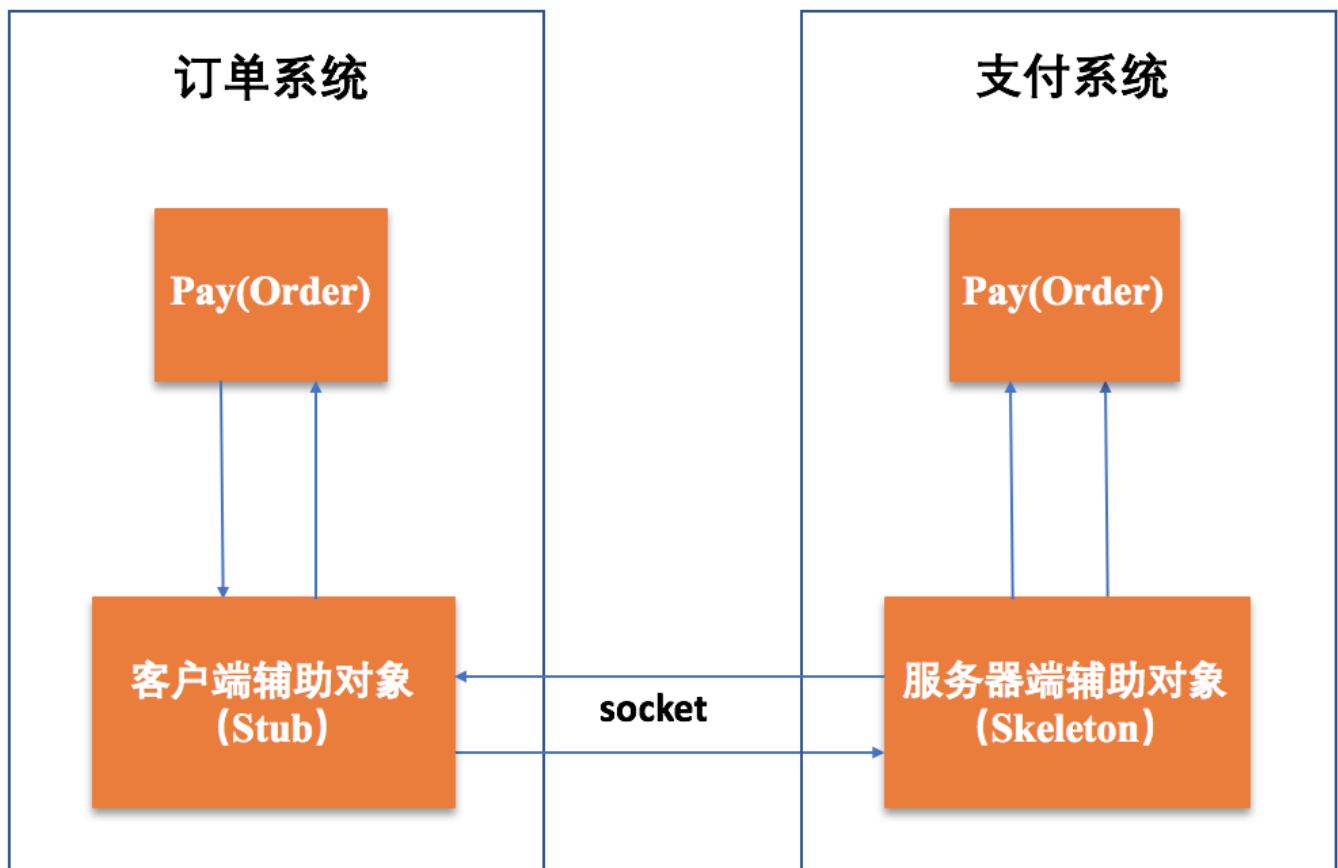 订单系统
支付系统
Pay(Order)
Pay(Order)
客户端辅助对象
（Stub）
socket
服务器端辅助对象
（Skeleton）